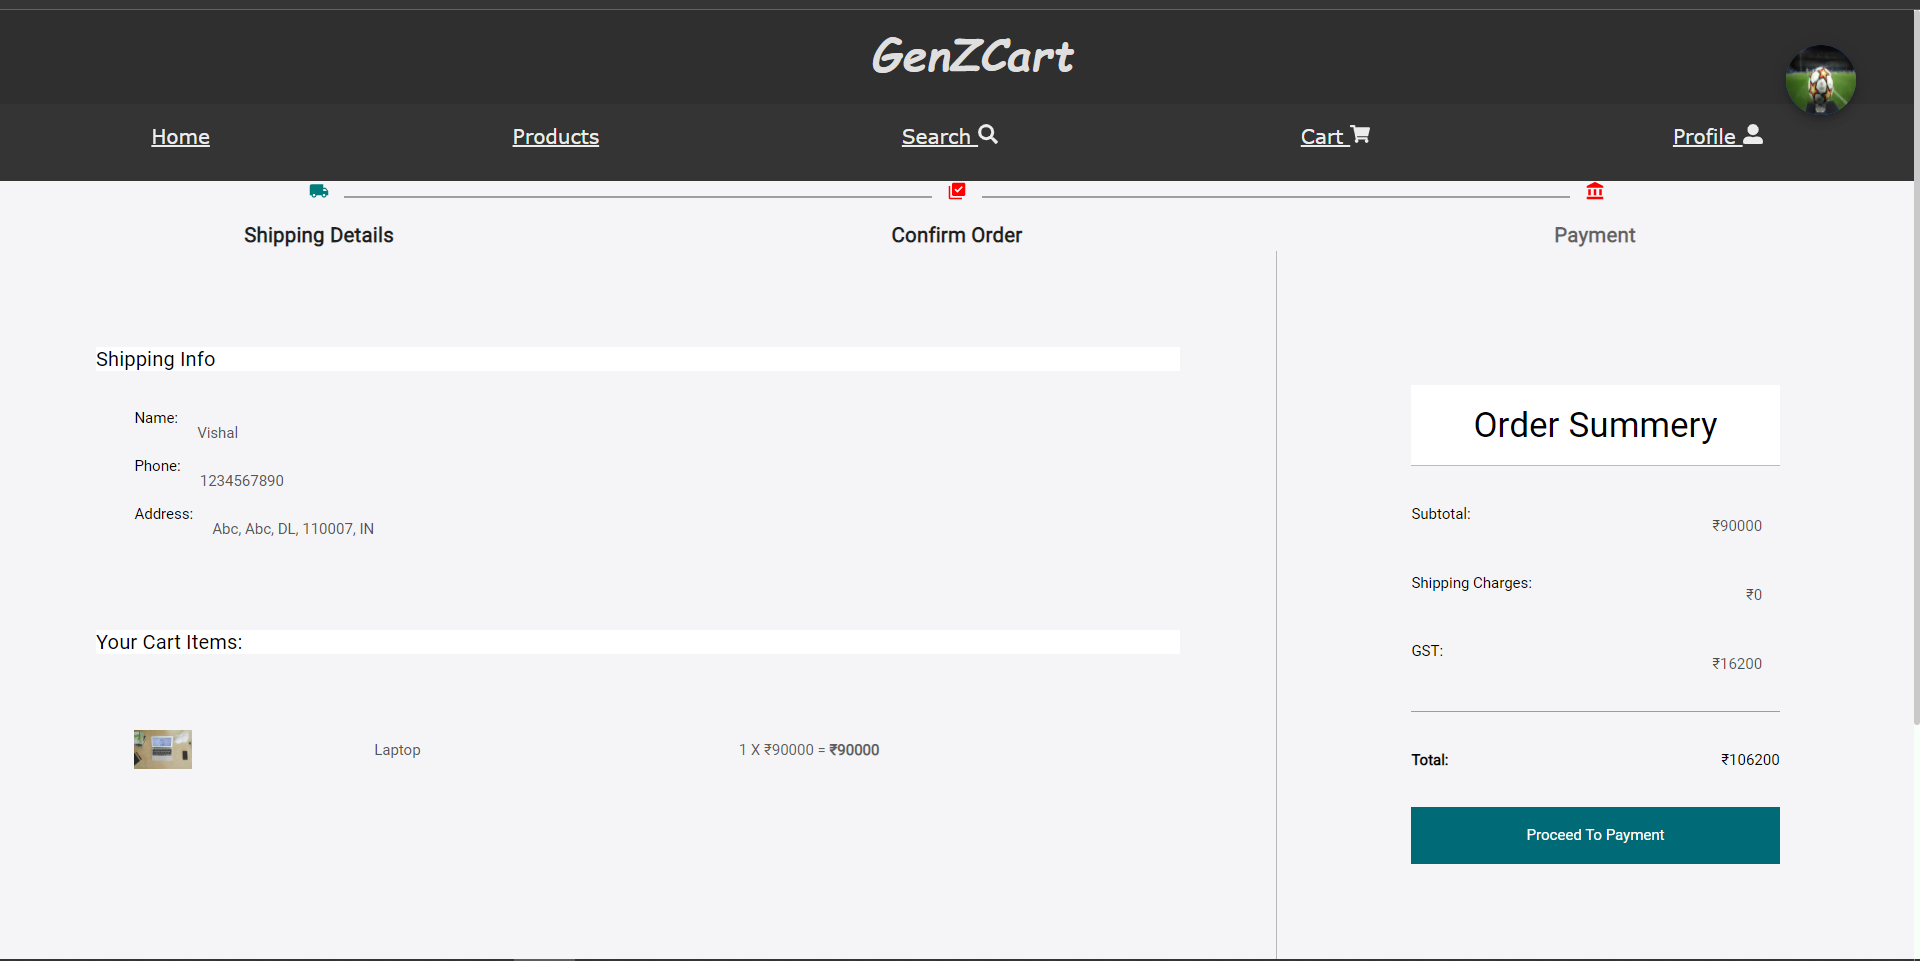 GenZCart
Home Products Search Cart Profile
Shipping Details Confirm Order Payment
Shipping Info
Name:
Vishal
Phone:
1234567890
Address:
Abc, Abc, DL, 110007, IN
Your Cart Items:
Laptop 1 X ₹90000 = ₹90000
Order Summery
Subtotal:
₹90000
Shipping Charges:
₹0
GST:
₹16200
Total: ₹106200
Proceed To Payment